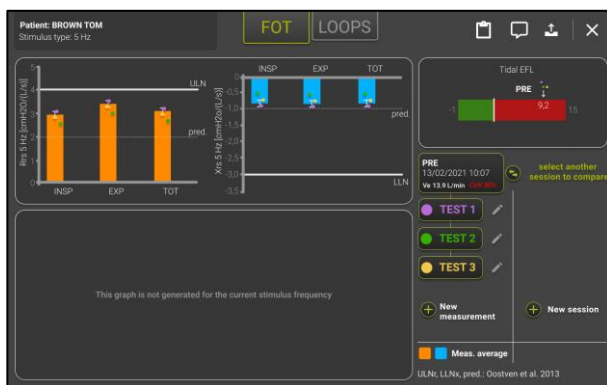 Patient: BROWN TOM
Stimulus type: 5 Hz
FOT
LOOPS
Rrs 5 Hz [cmH2O/(L/s)]
5
4
3
2
1
0
ULN
pred.
INSP EXP TOT
Xrs 5 Hz [cmH2o/(L/s)]
INSP EXP TOT
0
-0,5
-1,0
-1,5
-2,0
-2,5
-3,0
-3,5
pred.
LLN
Tidal EFL
PRE
9,2
-1
15
PRE
13/02/2021 10:07
Ve 13.9 L/min CoV 30%
select another
session to compare
TEST 1
TEST 2
TEST 3
This graph is not generated for the current stimulus frequency
New
measurement
New session
Meas. average
ULNr, LLNx, pred.: Oostven et al. 2013